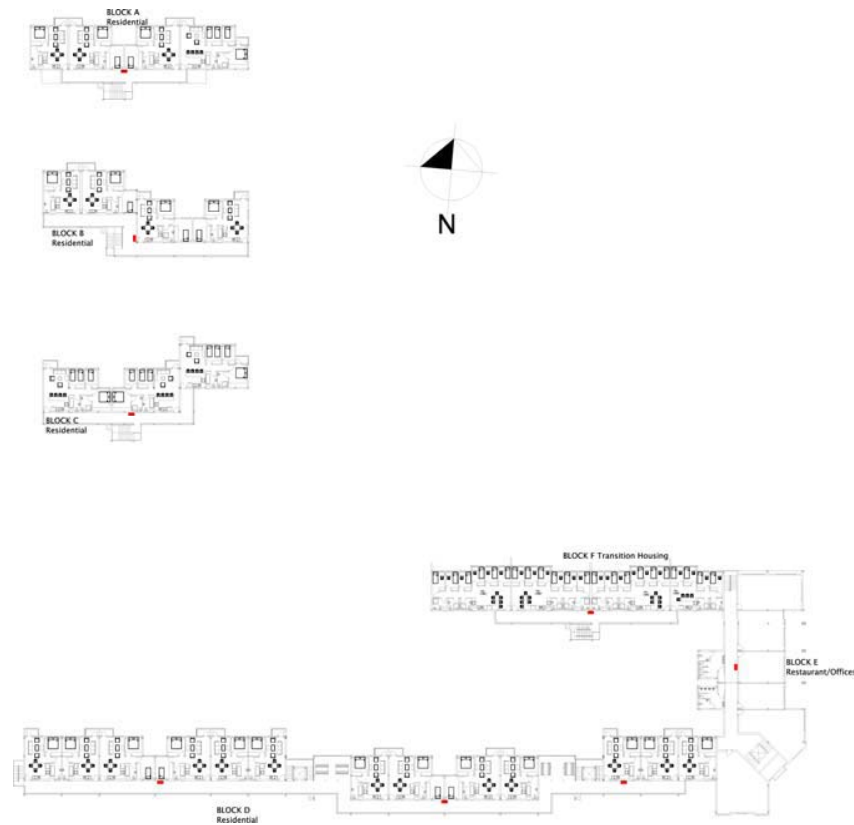 BLOCK A
Residential
N
BLOCK B
Residential
BLOCK C
Residential
BLOCK F Transition Housing
BLOCK E
Restaurant/Offices
BLOCK D
Residential